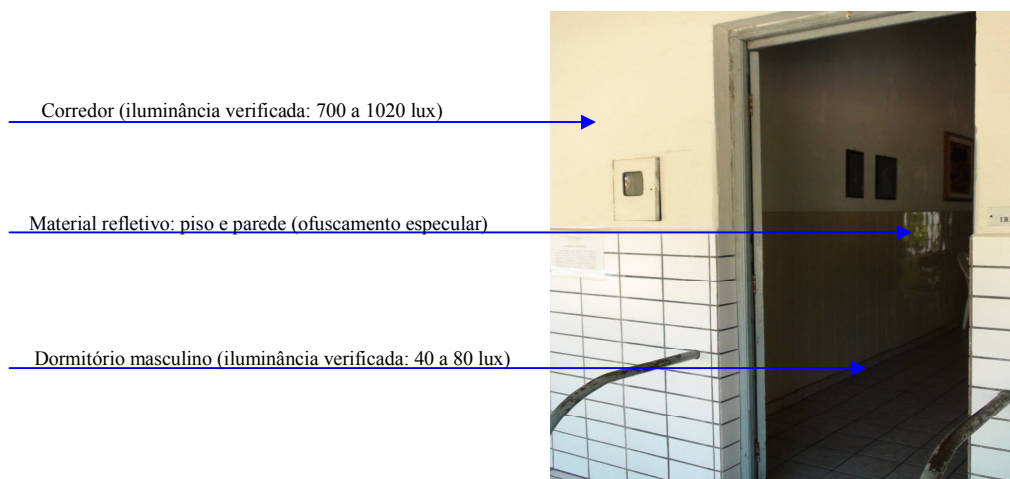 Corredor (iluminância verificada: 700 a 1020 lux)
Material refletivo: piso e parede (ofuscamento especular)
Dormitório masculino (iluminância verificada: 40 a 80 lux)